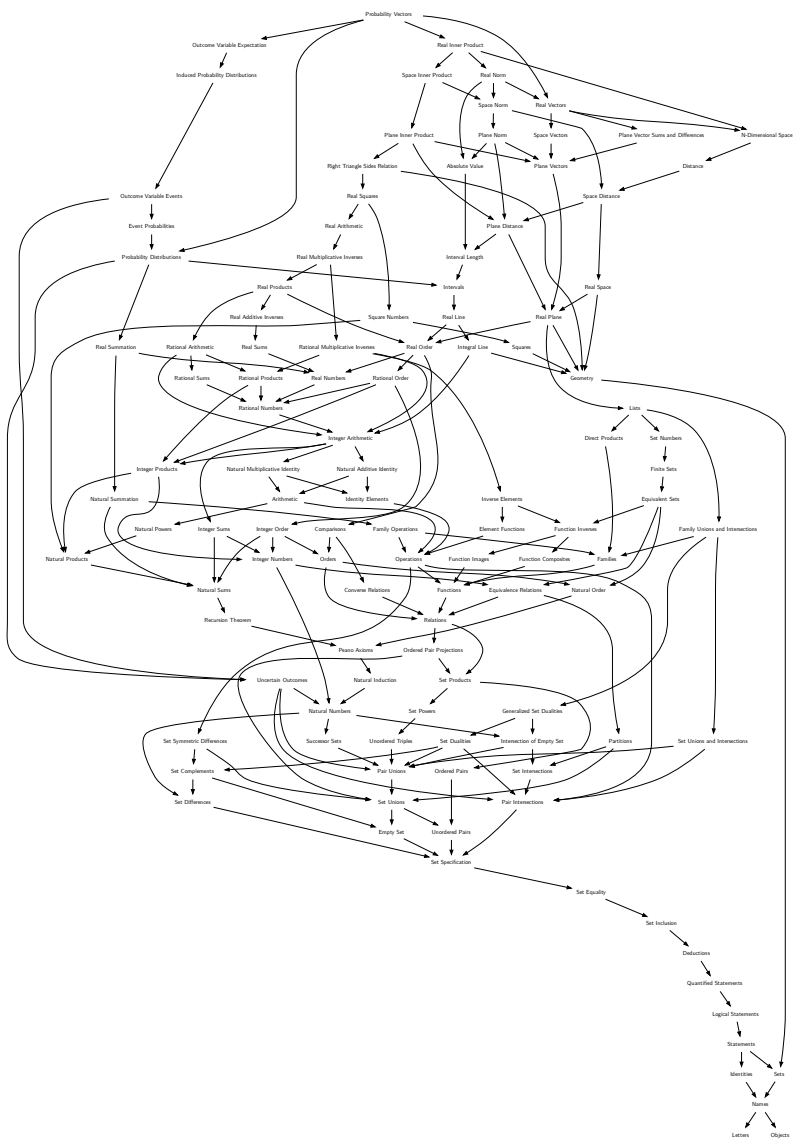 Probability Vectors
Outcome Variable Expectation
Real Inner Product
Induced Probability Distributions
Space Inner Product
Real Norm
Space Norm
Real Vectors
Plane Inner Product
Plane Norm
Space Vectors
Plane Vector Sums and Differences
N-Dimensional Space
Right Triangle Sides Relation
Absolute Value
Plane Vectors
Distance
Outcome Variable Events
Real Squares
Space Distance
Event Probabilities
Real Arithmetic
Plane Distance
Probability Distributions
Real Multiplicative Inverses
Interval Length
Real Products
Intervals
Real Space
Real Additive Inverses
Square Numbers
Real Line
Real Plane
Real Summation
Rational Arithmetic
Real Sums
Rational Multiplicative Inverses
Real Order
Integral Line
Squares
Rational Sums
Rational Products
Real Numbers
Rational Order
Geometry
Rational Numbers
Lists
Integer Arithmetic
Direct Products
Set Numbers
Integer Products
Natural Multiplicative Identity
Natural Additive Identity
Finite Sets
Natural Summation
Arithmetic
Identity Elements
Inverse Elements
Equivalent Sets
Natural Powers
Integer Sums
Integer Order
Comparisons
Family Operations
Element Functions
Function Inverses
Family Unions and Intersections
Natural Products
Integer Numbers
Orders
Operations
Function Images
Function Composites
Families
Natural Sums
Converse Relations
Functions
Equivalence Relations
Natural Order
Recursion Theorem
Relations
Peano Axioms
Ordered Pair Projections
Uncertain Outcomes
Natural Induction
Set Products
Natural Numbers
Set Powers
Generalized Set Dualities
Set Symmetric Differences
Successor Sets
Unordered Triples
Set Dualities
Intersection of Empty Set
Partitions
Set Unions and Intersections
Set Complements
Pair Unions
Ordered Pairs
Set Intersections
Set Differences
Set Unions
Pair Intersections
Empty Set
Unordered Pairs
Set Specification
Set Equality
Set Inclusion
Deductions
Quantified Statements
Logical Statements
Statements
Identities
Sets
Names
Letters
Objects